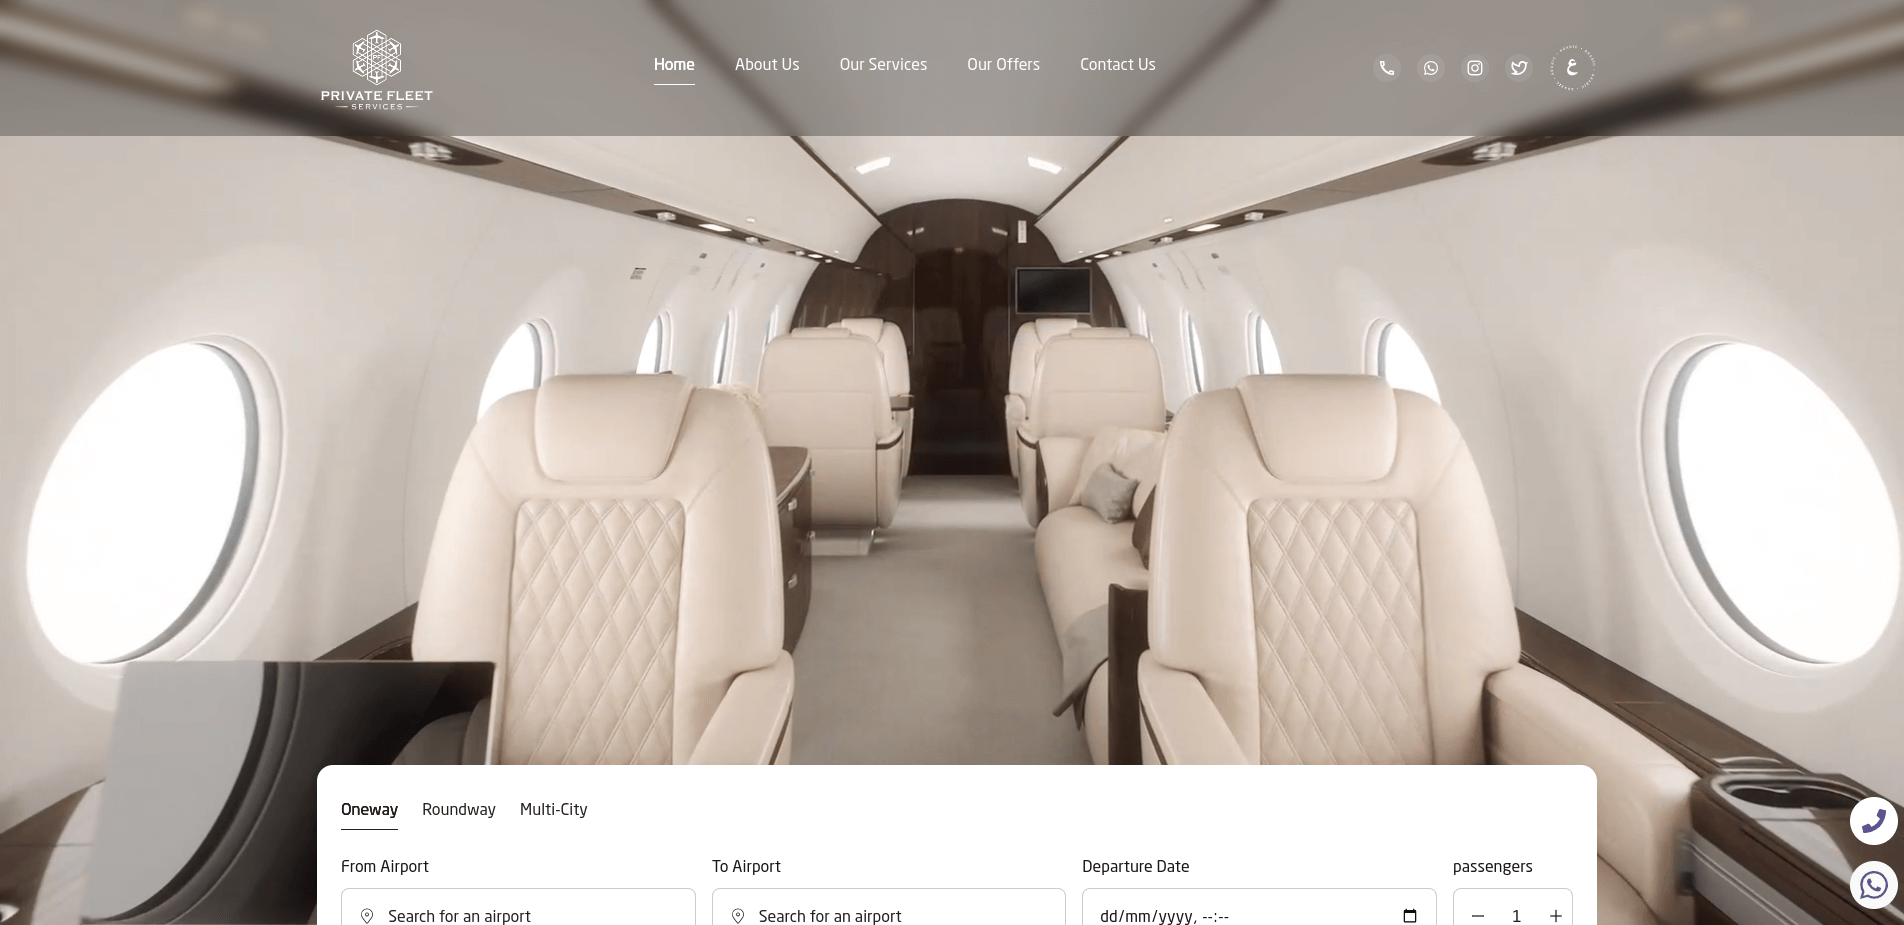 PRIVATE FLEET
SERVICES
Home
About Us
Our Services
Our Offers
Contact Us
ع
Oneway
Roundway
Multi-City
From Airport
To Airport
Departure Date
passengers
Search for an airport
Search for an airport
dd/mm/yyyy, --:--
1